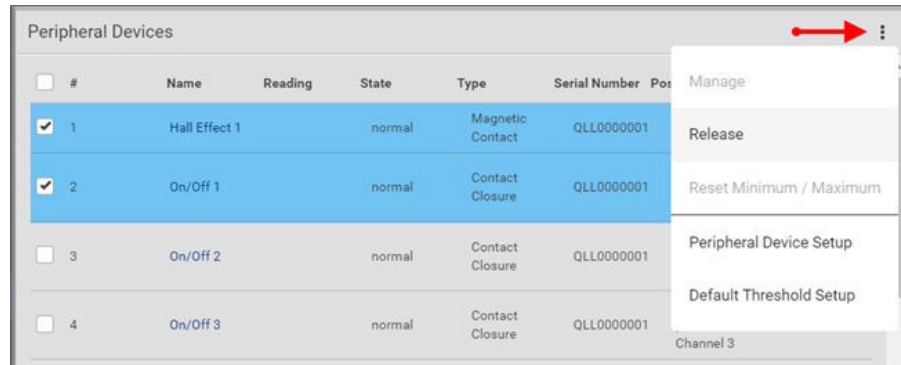 Peripheral Devices
# Name Reading State Type Serial Number Pos
1 Hall Effect 1 normal Magnetic Contact QLL0000001
2 On/Off 1 normal Contact Closure QLL0000001
3 On/Off 2 normal Contact Closure QLL0000001
4 On/Off 3 normal Contact Closure QLL0000001
Channel 3
Manage
Release
Reset Minimum / Maximum
Peripheral Device Setup
Default Threshold Setup